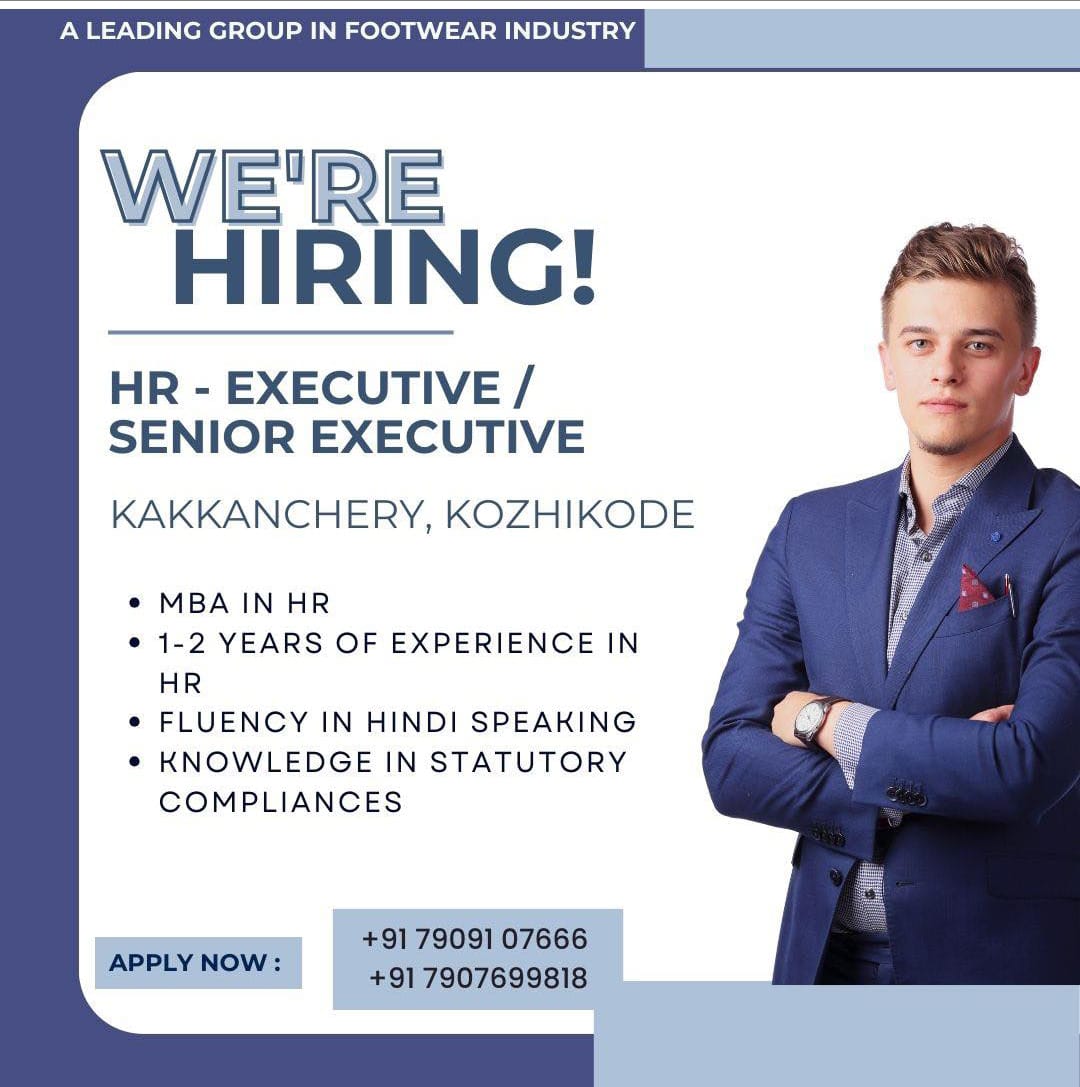 A LEADING GROUP IN FOOTWEAR INDUSTRY
WE'RE
HIRING!
HR - EXECUTIVE /
SENIOR EXECUTIVE
KAKKANCHERY, KOZHIKODE
• MBA IN HR
• 1-2 YEARS OF EXPERIENCE IN
HR
• FLUENCY IN HINDI SPEAKING
• KNOWLEDGE IN STATUTORY
COMPLIANCES
APPLY NOW :
+91 79091 07666
+91 7907699818